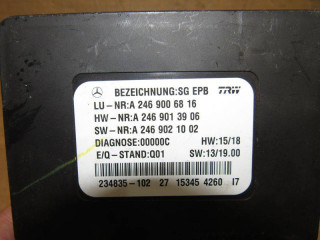 BEZEICHNUNG:SG EPB TRW
LU-NR:A 246 900 68 16
HW-NR:A 246 901 39 06
SW-NR:A 246 902 10 02
DIAGNOSE:00000C HW:15/18
E/Q-STAND:Q01 SW:13/19.00
234835-102 27 15345 4260 I7